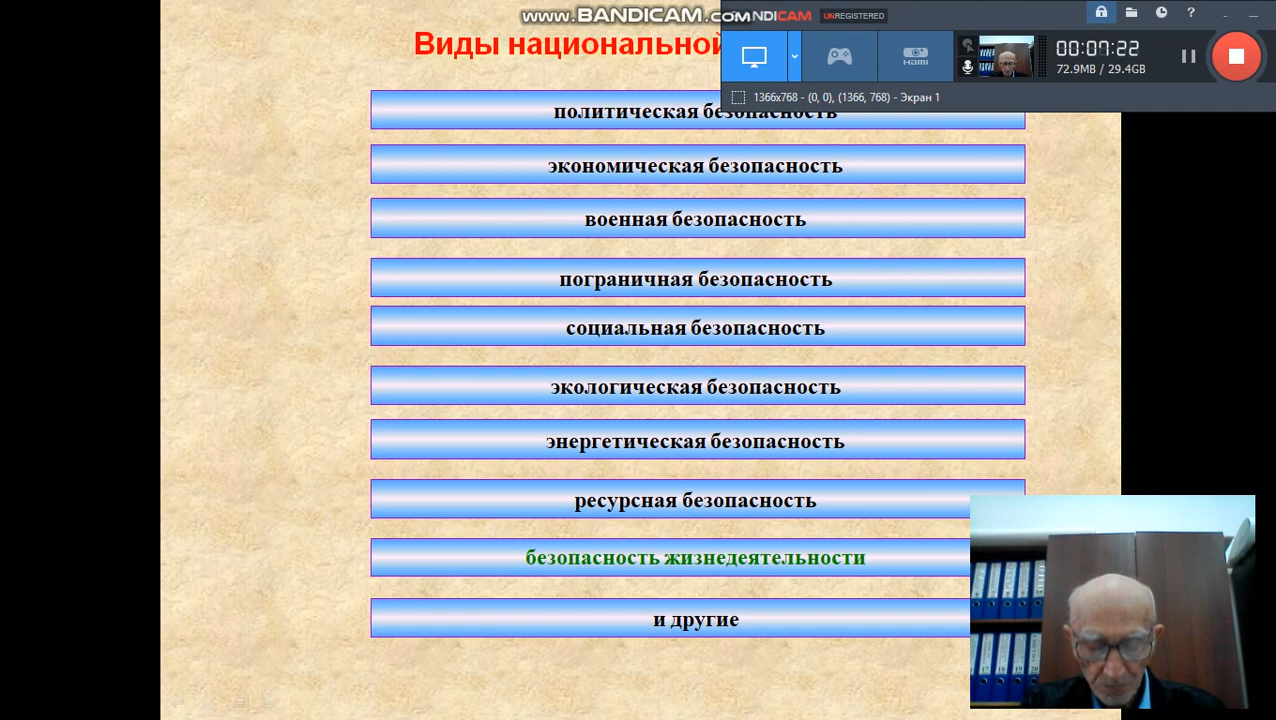 www.BANDICAM.com
BANDICAM UNREGISTERED
Виды национальной
00:07:22
72.9MB / 29.4GB
HDMI
1366x768 - (0, 0), (1366, 768) - Экран 1
политическая безопасность
экономическая безопасность
военная безопасность
пограничная безопасность
социальная безопасность
экологическая безопасность
энергетическая безопасность
ресурсная безопасность
безопасность жизнедеятельности
и другие